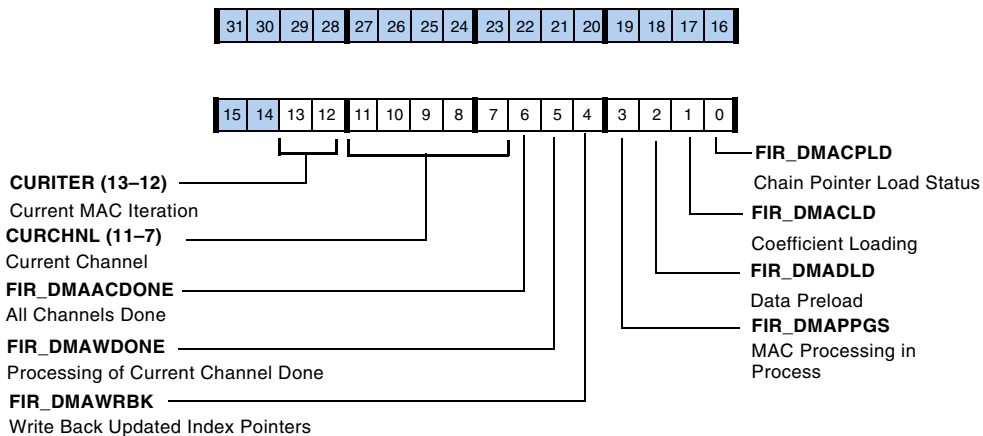 31 30 29 28 27 26 25 24 23 22 21 20 19 18 17 16
15 14 13 12 11 10 9 8 7 6 5 4 3 2 1 0
CURITER (13–12)
Current MAC Iteration
CURCHNL (11–7)
Current Channel
FIR_DMAACDONE
All Channels Done
FIR_DMAWDONE
Processing of Current Channel Done
FIR_DMAWRBK
Write Back Updated Index Pointers
FIR_DMACPLD
Chain Pointer Load Status
FIR_DMACLD
Coefficient Loading
FIR_DMADLD
Data Preload
FIR_DMAPPGS
MAC Processing in
Process